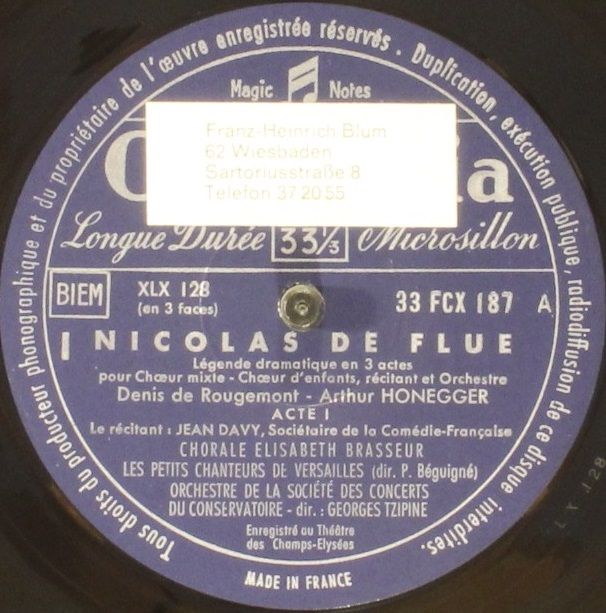 Tous droits du producteur phonographique et du propriétaire de l'œuvre enregistrée réservés. Duplication, exécution publique, radiodiffusion de ce disque interdites.
Magic Notes
Franz-Heinrich Blum
62 Wiesbaden
Sartoriusstraße 8
Telefon 37 20 55
Longue Durée 33⅓ Microsillon
BIEM XLX 128 33 FCX 187 A
(en 3 faces)
I NICOLAS DE FLUE
Légende dramatique en 3 actes
pour Chœur mixte - Chœur d'enfants, récitant et Orchestre
Denis de Rougemont - Arthur HONEGGER
ACTE I
Le récitant : JEAN DAVY, Sociétaire de la Comédie-Française
CHORALE ELISABETH BRASSEUR
LES PETITS CHANTEURS DE VERSAILLES (dir. P. Béguigné)
ORCHESTRE DE LA SOCIÉTÉ DES CONCERTS
DU CONSERVATOIRE - dir. : GEORGES TZIPINE
Enregistré au Théâtre
des Champs-Elysées
MADE IN FRANCE